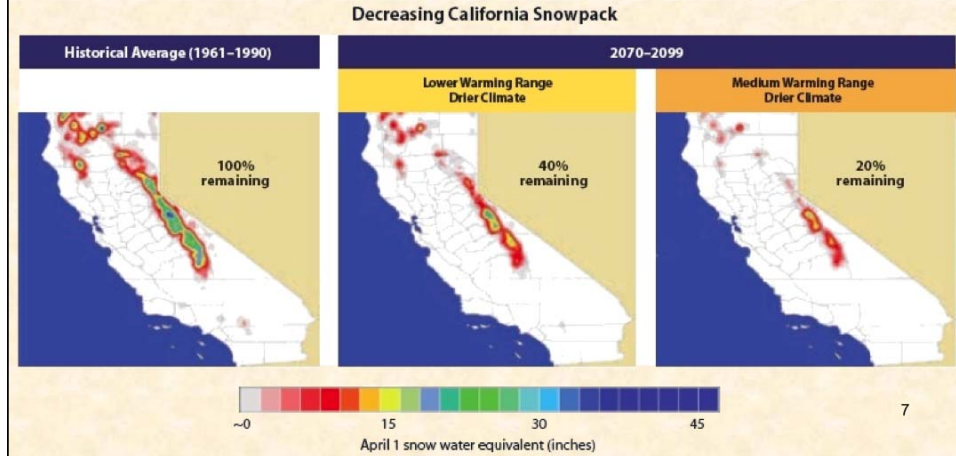 Decreasing California Snowpack
Historical Average (1961–1990)
2070–2099
Lower Warming Range
Drier Climate
Medium Warming Range
Drier Climate
100%
remaining
40%
remaining
20%
remaining
~0
15
30
45
April 1 snow water equivalent (inches)
7